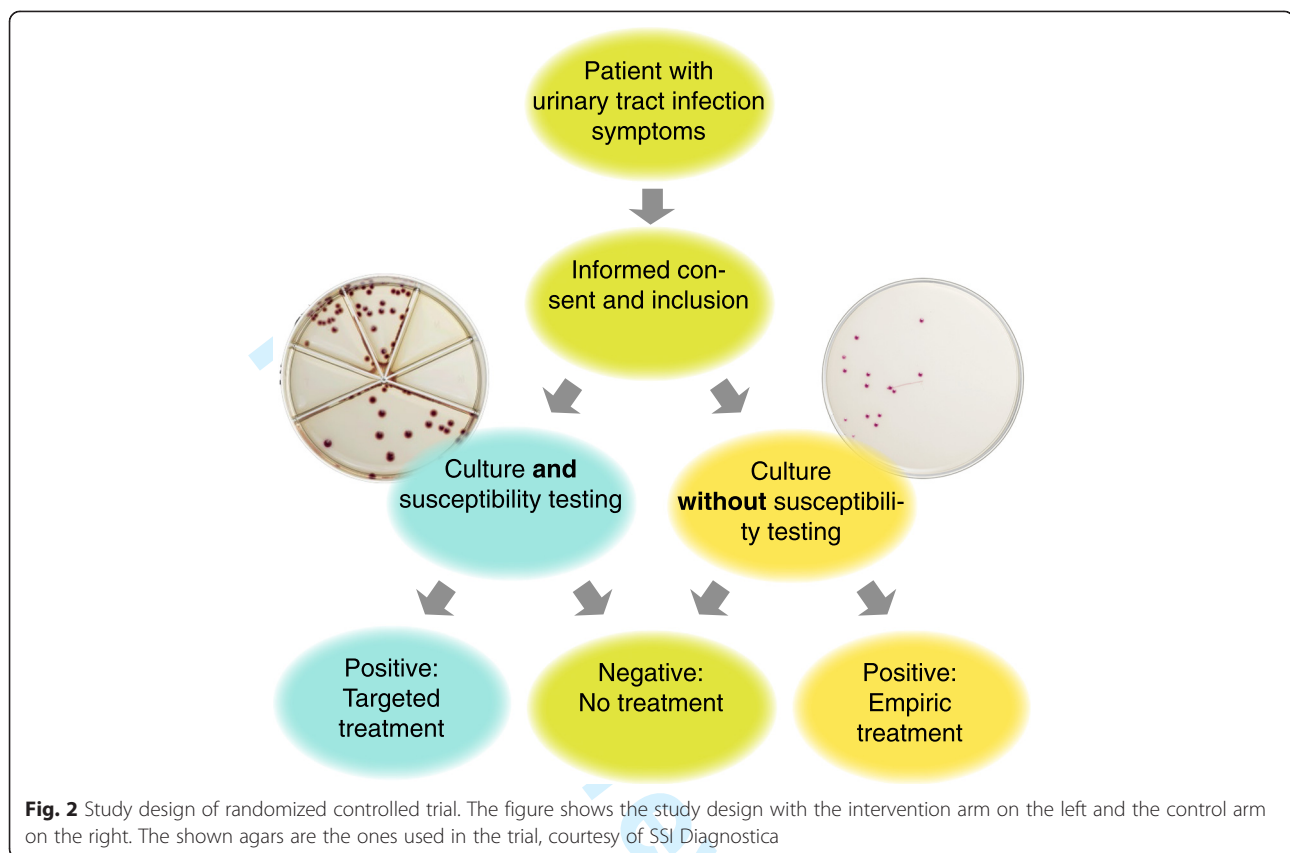 Patient with
urinary tract infection
symptoms
Informed con-
sent and inclusion
Culture and
susceptibility testing
Culture
without susceptibili-
ty testing
Positive:
Targeted
treatment
Negative:
No treatment
Positive:
Empiric
treatment
Fig. 2 Study design of randomized controlled trial. The figure shows the study design with the intervention arm on the left and the control arm
on the right. The shown agars are the ones used in the trial, courtesy of SSI Diagnostica